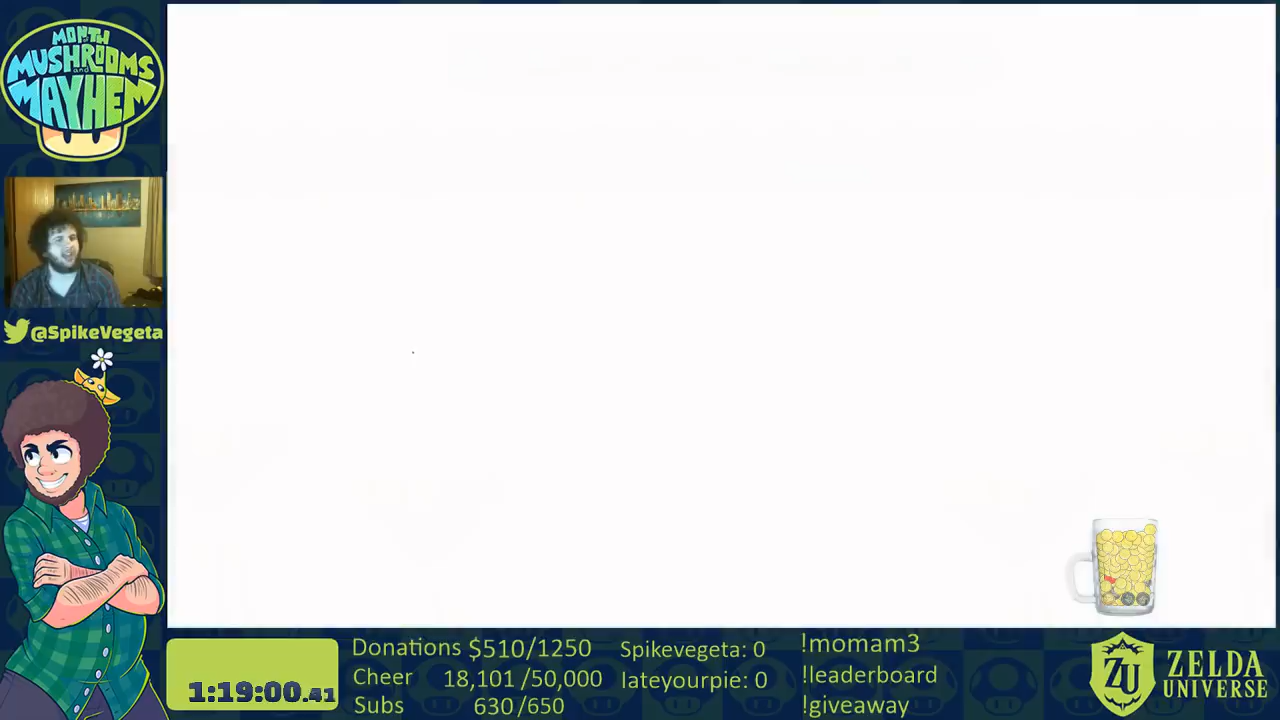 MONTH
MUSHROOMS
and
MAYHEM
@SpikeVegeta
1:19:00.41
Donations $510/1250
Cheer 18,101/50,000
Subs 630/650
Spikevegeta: 0
lateyourpie: 0
!momam3
!leaderboard
!giveaway
ZU
ZELDA
UNIVERSE